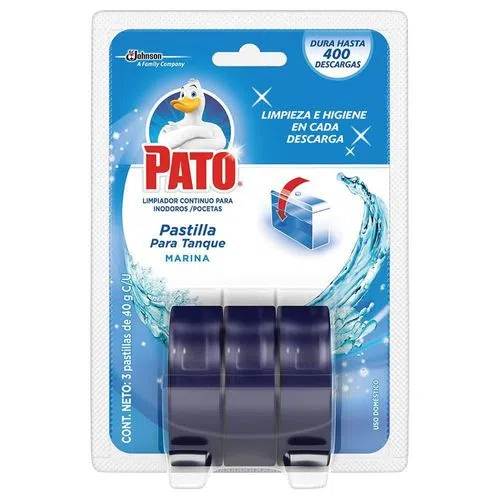 SC Johnson
A Family Company
DURA HASTA
400
DESCARGAS
LIMPIEZA E HIGIENE
EN CADA
DESCARGA
PATO
LIMPIADOR CONTINUO PARA
INODOROS /POCETAS
Pastilla
Para Tanque
MARINA
CONT. NETO: 3 pastillas de 40 g C/U
USO DOMÉSTICO